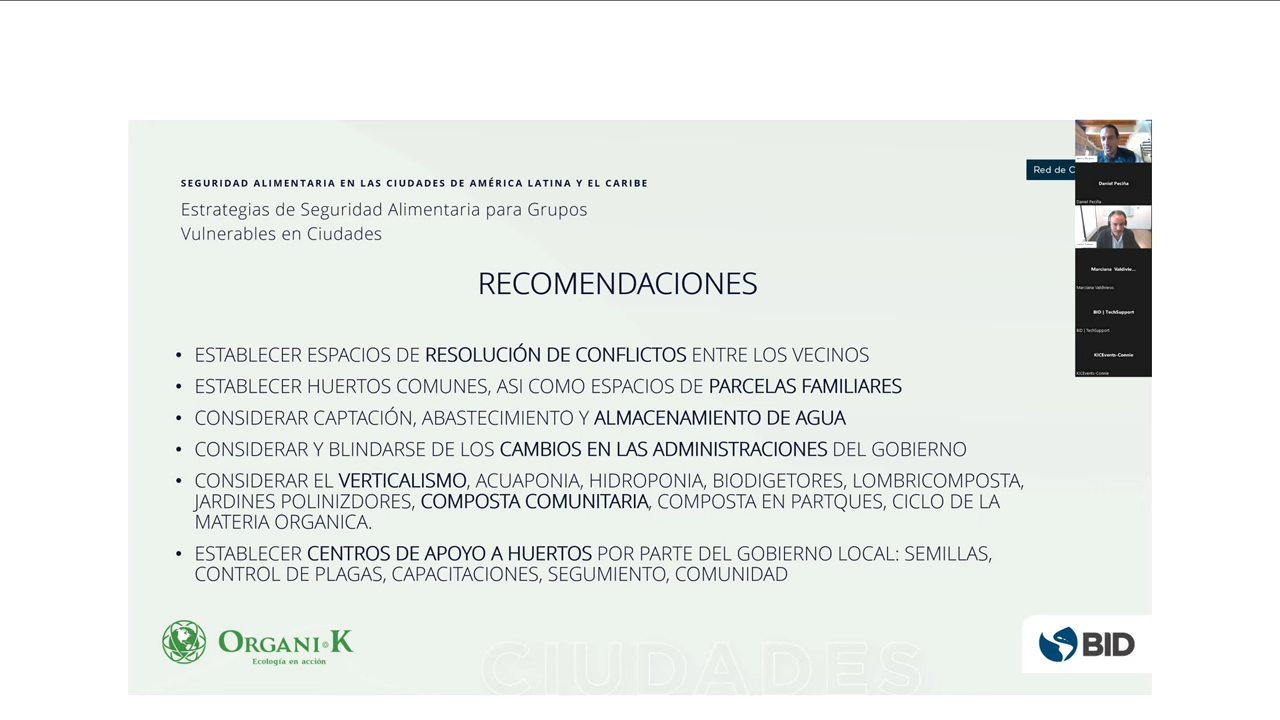 SEGURIDAD ALIMENTARIA EN LAS CIUDADES DE AMÉRICA LATINA Y EL CARIBE
Estrategias de Seguridad Alimentaria para Grupos
Vulnerables en Ciudades
Red de C
Daniel Peciña
Daniel Peciña
Marciana Valdivie...
Marciana Valdivieso
BID | TechSupport
BID | TechSupport
KICEvents-Connie
KICEvents-Connie
RECOMENDACIONES
• ESTABLECER ESPACIOS DE RESOLUCIÓN DE CONFLICTOS ENTRE LOS VECINOS
• ESTABLECER HUERTOS COMUNES, ASI COMO ESPACIOS DE PARCELAS FAMILIARES
• CONSIDERAR CAPTACIÓN, ABASTECIMIENTO Y ALMACENAMIENTO DE AGUA
• CONSIDERAR Y BLINDARSE DE LOS CAMBIOS EN LAS ADMINISTRACIONES DEL GOBIERNO
• CONSIDERAR EL VERTICALISMO, ACUAPONIA, HIDROPONIA, BIODIGETORES, LOMBRICOMPOSTA,
JARDINES POLINIZDORES, COMPOSTA COMUNITARIA, COMPOSTA EN PARTQUES, CICLO DE LA
MATERIA ORGANICA.
• ESTABLECER CENTROS DE APOYO A HUERTOS POR PARTE DEL GOBIERNO LOCAL: SEMILLAS,
CONTROL DE PLAGAS, CAPACITACIONES, SEGUMIENTO, COMUNIDAD
ORGANI K
Ecología en acción
CIUDADES
BID